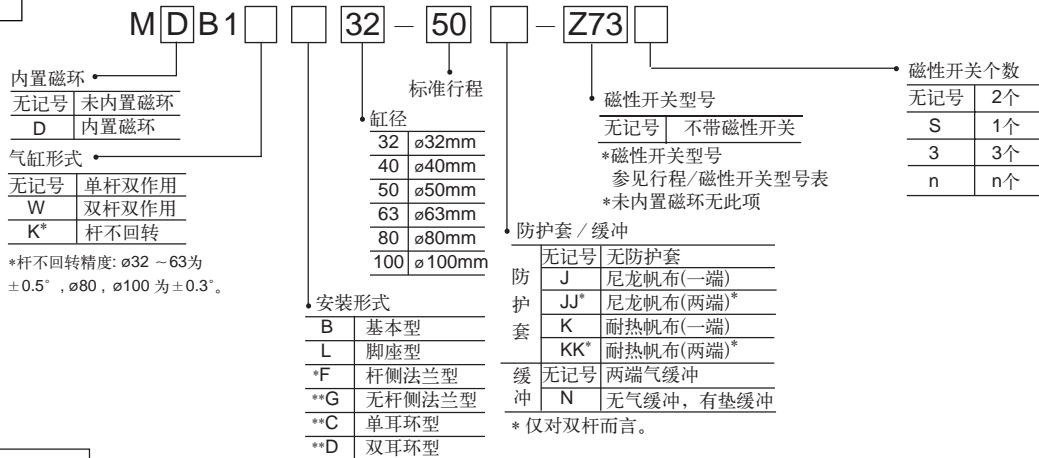 MDB1 32－50 －Z73
内置磁环
无记号 未内置磁环
D 内置磁环
气缸形式
无记号 单杆双作用
W 双杆双作用
K* 杆不回转
*杆不回转精度: ø32 ～63为
±0.5°, ø80 , ø100 为±0.3°。
标准行程
缸径
32 ø32mm
40 ø40mm
50 ø50mm
63 ø63mm
80 ø80mm
100 ø100mm
安装形式
B 基本型
L 脚座型
*F 杆侧法兰型
**G 无杆侧法兰型
**C 单耳环型
**D 双耳环型
磁性开关型号
无记号 不带磁性开关
*磁性开关型号
参见行程/磁性开关型号表
*未内置磁环无此项
防护套／缓冲
防护套
无记号 无防护套
J 尼龙帆布(一端)
JJ* 尼龙帆布(两端)*
K 耐热帆布(一端)
KK* 耐热帆布(两端)*
缓冲
无记号 两端气缓冲
N 无气缓冲，有垫缓冲
* 仅对双杆而言。
磁性开关个数
无记号 2个
S 1个
3 3个
n n个